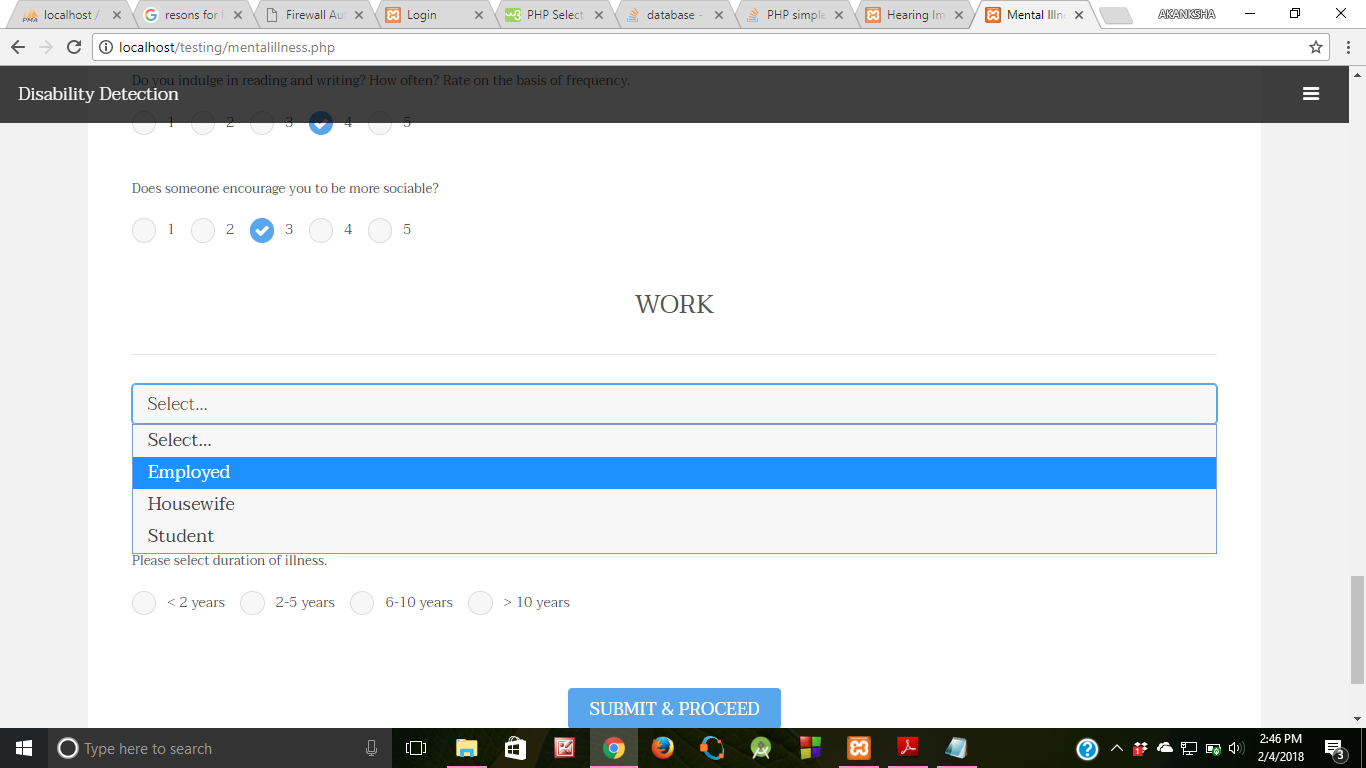 localhost /
resons for
Firewall Au
Login
PHP Select
database -
PHP simple
Hearing Im
Mental Illn
AKANKSHA
localhost/testing/mentalillness.php
Do you indulge in reading and writing? How often? Rate on the basis of frequency.
Disability Detection
1 2 3 4 5
Does someone encourage you to be more sociable?
1 2 3 4 5
WORK
Select...
Select...
Employed
Housewife
Student
Please select duration of illness.
< 2 years 2-5 years 6-10 years > 10 years
SUBMIT & PROCEED
Type here to search
2:46 PM
2/4/2018
3